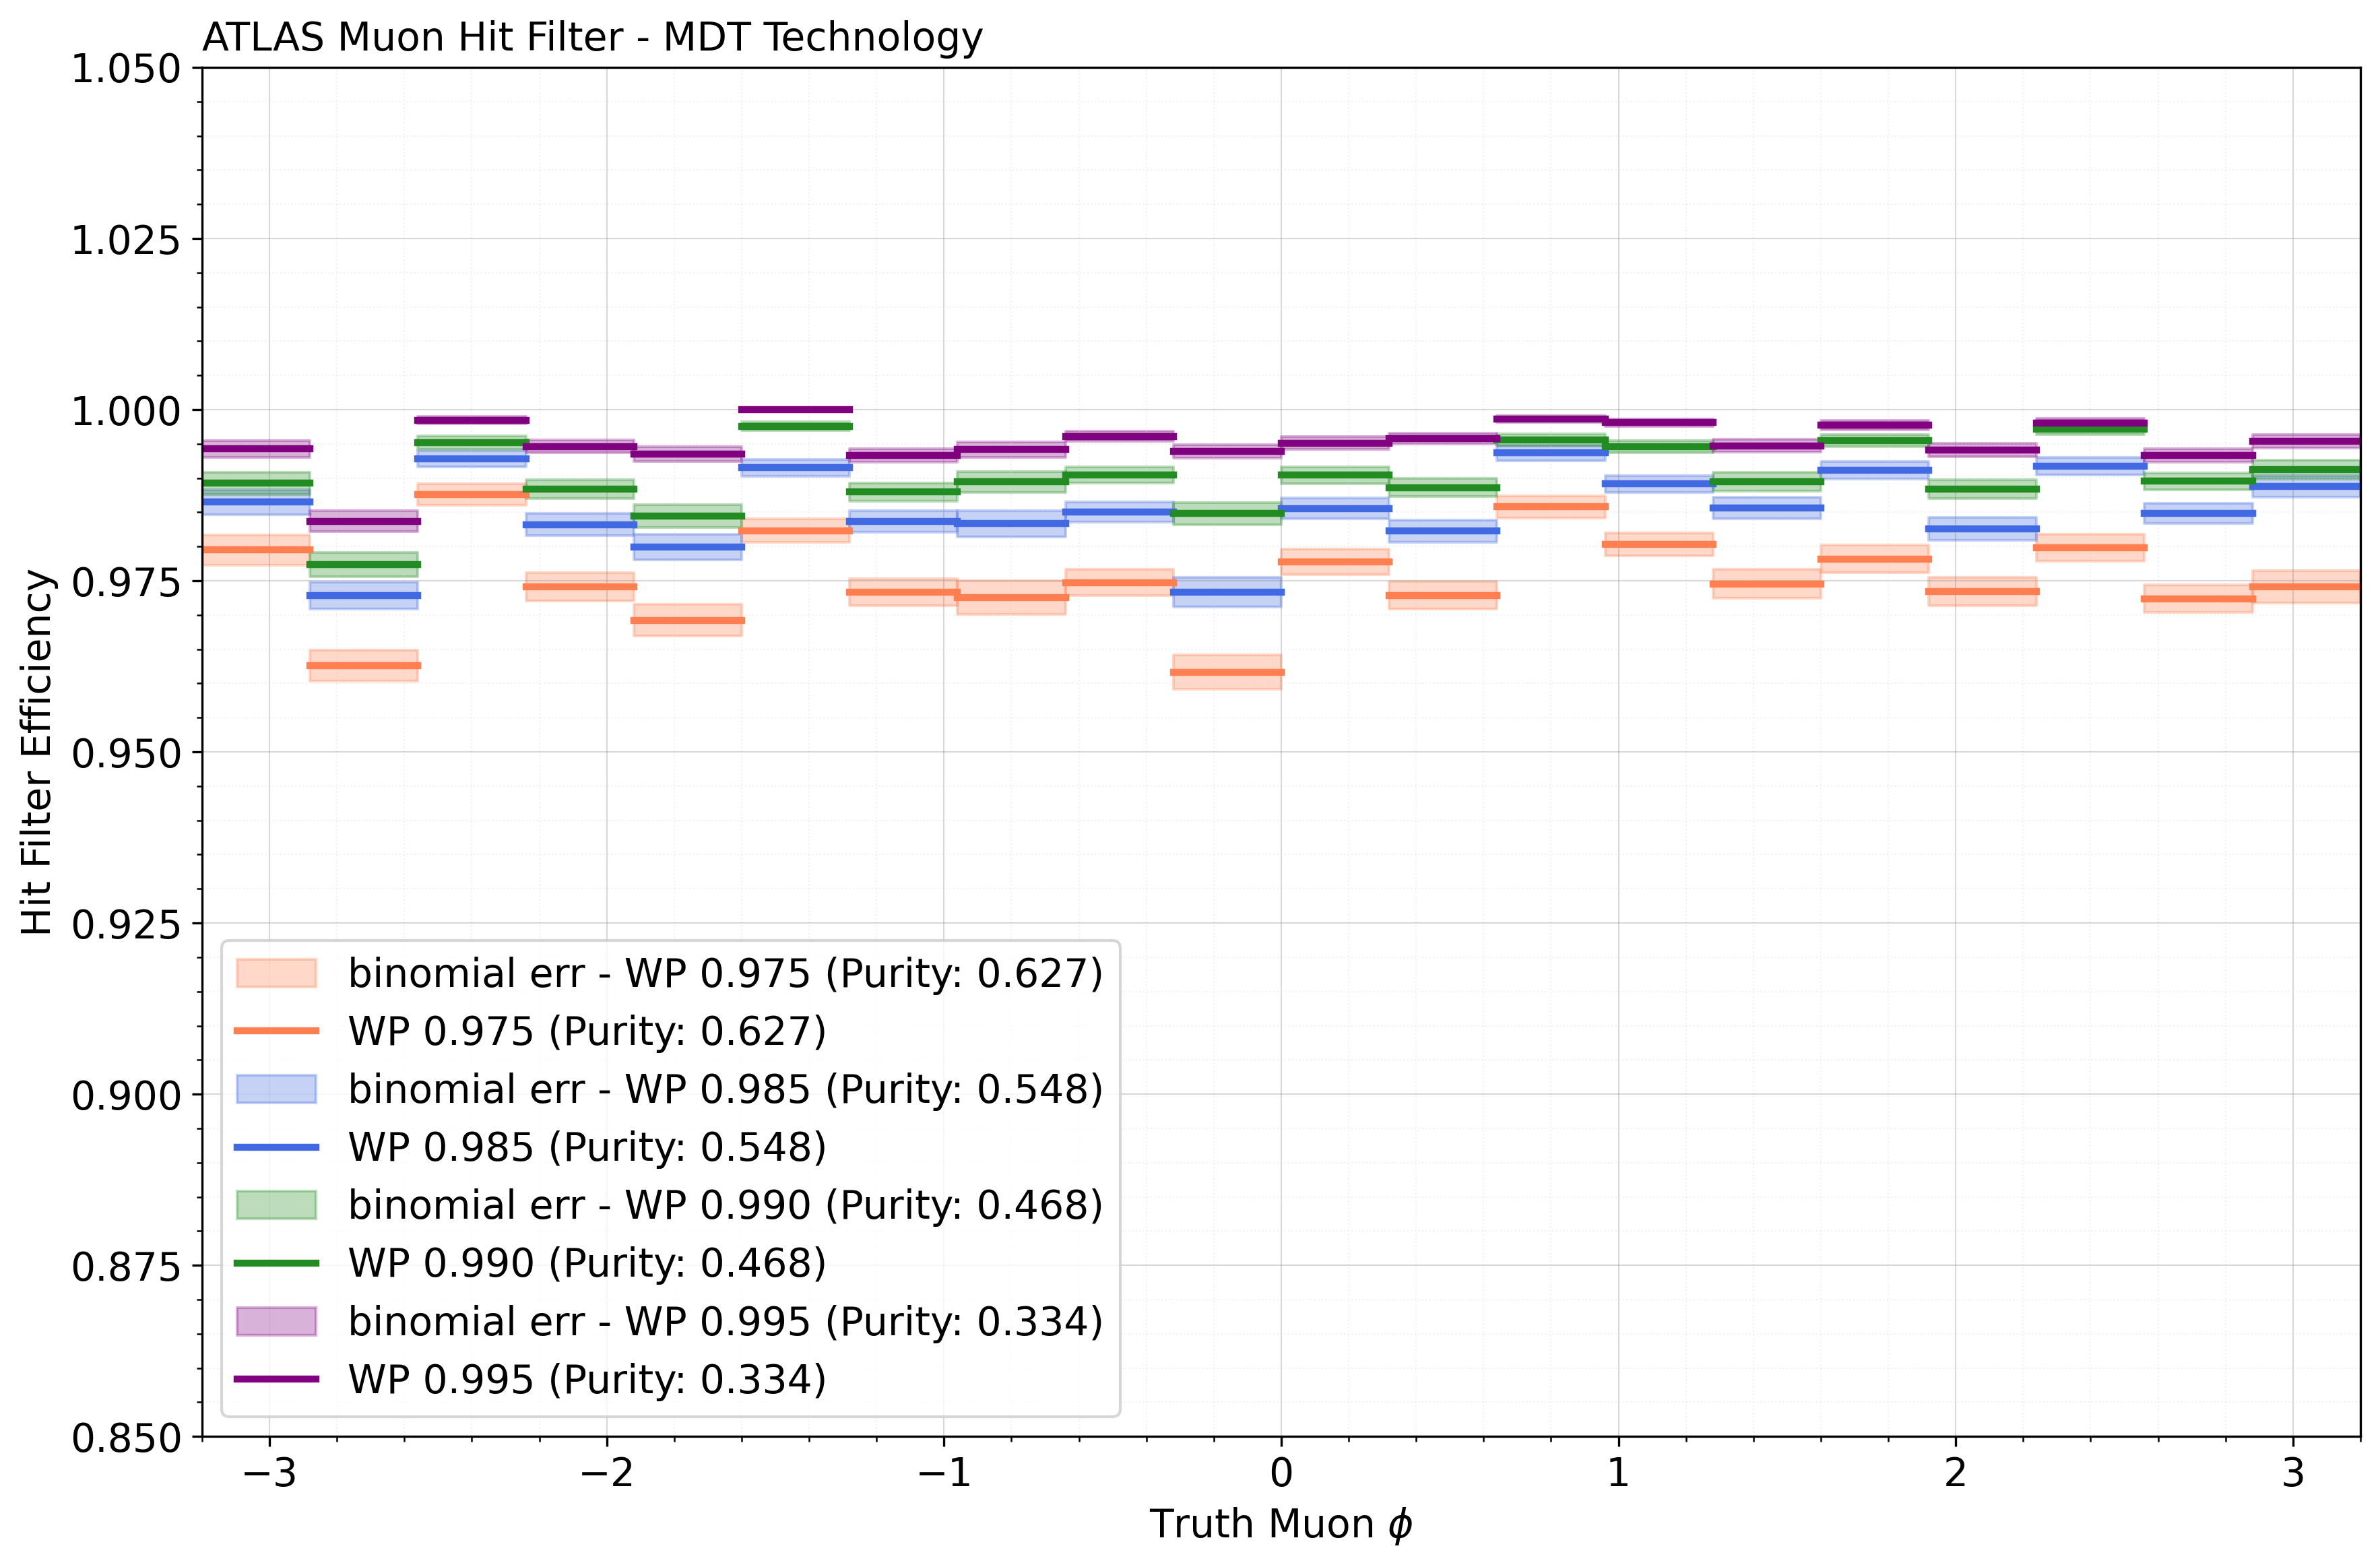 ATLAS Muon Hit Filter - MDT Technology
1.050
1.025
1.000
0.975
0.950
0.925
0.900
0.875
0.850
Hit Filter Efficiency
binomial err - WP 0.975 (Purity: 0.627)
WP 0.975 (Purity: 0.627)
binomial err - WP 0.985 (Purity: 0.548)
WP 0.985 (Purity: 0.548)
binomial err - WP 0.990 (Purity: 0.468)
WP 0.990 (Purity: 0.468)
binomial err - WP 0.995 (Purity: 0.334)
WP 0.995 (Purity: 0.334)
−3 −2 −1 0 1 2 3
Truth Muon ϕ